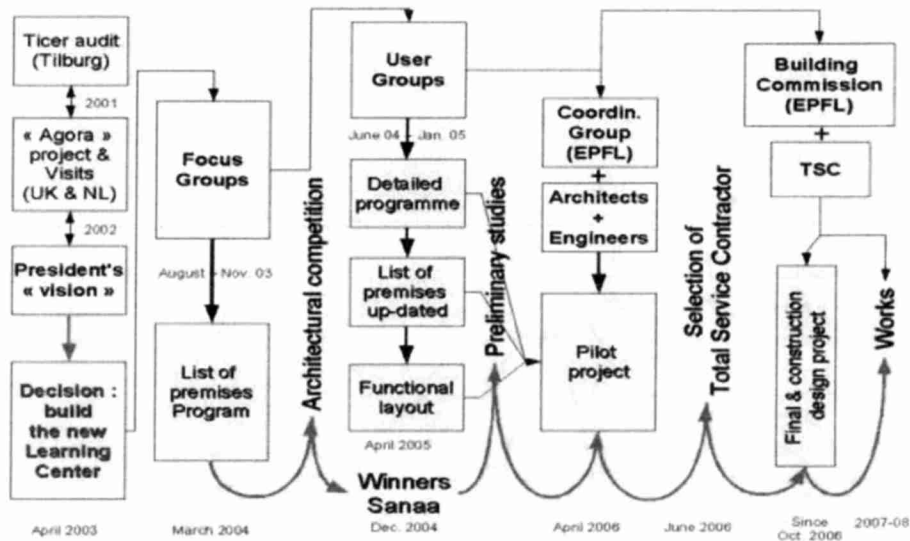 Ticer audit
(Tilburg)
2001
« Agora »
project &
Visits
(UK & NL)
2002
President's
« vision »
Decision :
build
the new
Learning
Center
April 2003
Focus
Groups
August - Nov. 03
List of
premises
Program
March 2004
Architectural competition
User
Groups
June 04 - Jan. 05
Detailed
programme
List of
premises
up-dated
Functional
layout
April 2005
Winners
Sanaa
Dec. 2004
Preliminary studies
Coordin.
Group
(EPFL)
+
Architects
+
Engineers
Pilot
project
April 2006
Selection of
Total Service Contractor
June 2006
Building
Commission
(EPFL)
+
TSC
Final & construction
design project
Since
Oct. 2006
Works
2007-08